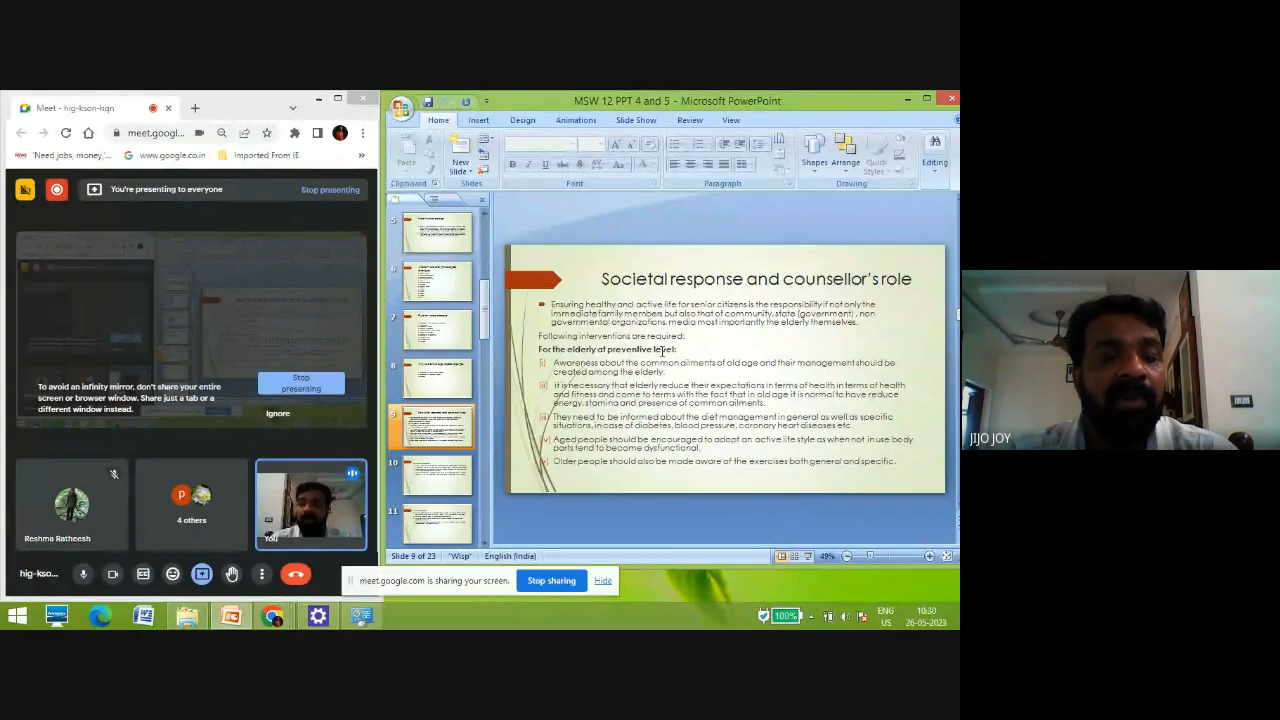 Meet - hig-kson-hqn
meet.googl...
'Need jobs, money,'...
www.google.co.in
Imported From IE
You're presenting to everyone
Stop presenting
To avoid an infinity mirror, don't share your entire
screen or browser window. Share just a tab or a
different window instead.
Stop
presenting
Ignore
Reshma Ratheesh
P
4 others
You
hig-kso...
MSW 12 PPT 4 and 5 - Microsoft PowerPoint
Home
Insert
Design
Animations
Slide Show
Review
View
Paste
Clipboard
New
Slide
Slides
Font
Paragraph
Shapes
Arrange
Quick
Styles
Drawing
Editing
5
6
7
8
9
10
11
Societal response and counsellor's role
Ensuring healthy and active life for senior citizens is the responsibility if not only the
immediate family members but also that of community, state (government) , non
governmental organizations, media most importantly the elderly themselves.
Following interventions are required:
For the elderly at preventive level:
(i) Awareness about the common ailments of old age and their management should be
created among the elderly.
(ii) it is necessary that elderly reduce their expectations in terms of health in terms of health
and fitness and come to terms with the fact that in old age it is normal to have reduce
energy, stamina and presence of common ailments.
(iii) They need to be informed about the diet management in general as well as specific
situations, in case of diabetes, blood pressure, coronary heart diseases etc.
Aged people should be encouraged to adopt an active life style as when not in use body
parts tend to become dysfunctional.
Older people should also be made aware of the exercises both general and specific.
Slide 9 of 23
"Wisp"
English (India)
49%
meet.google.com is sharing your screen.
Stop sharing
Hide
100%
ENG
US
10:30
26-05-2023
JIJO JOY